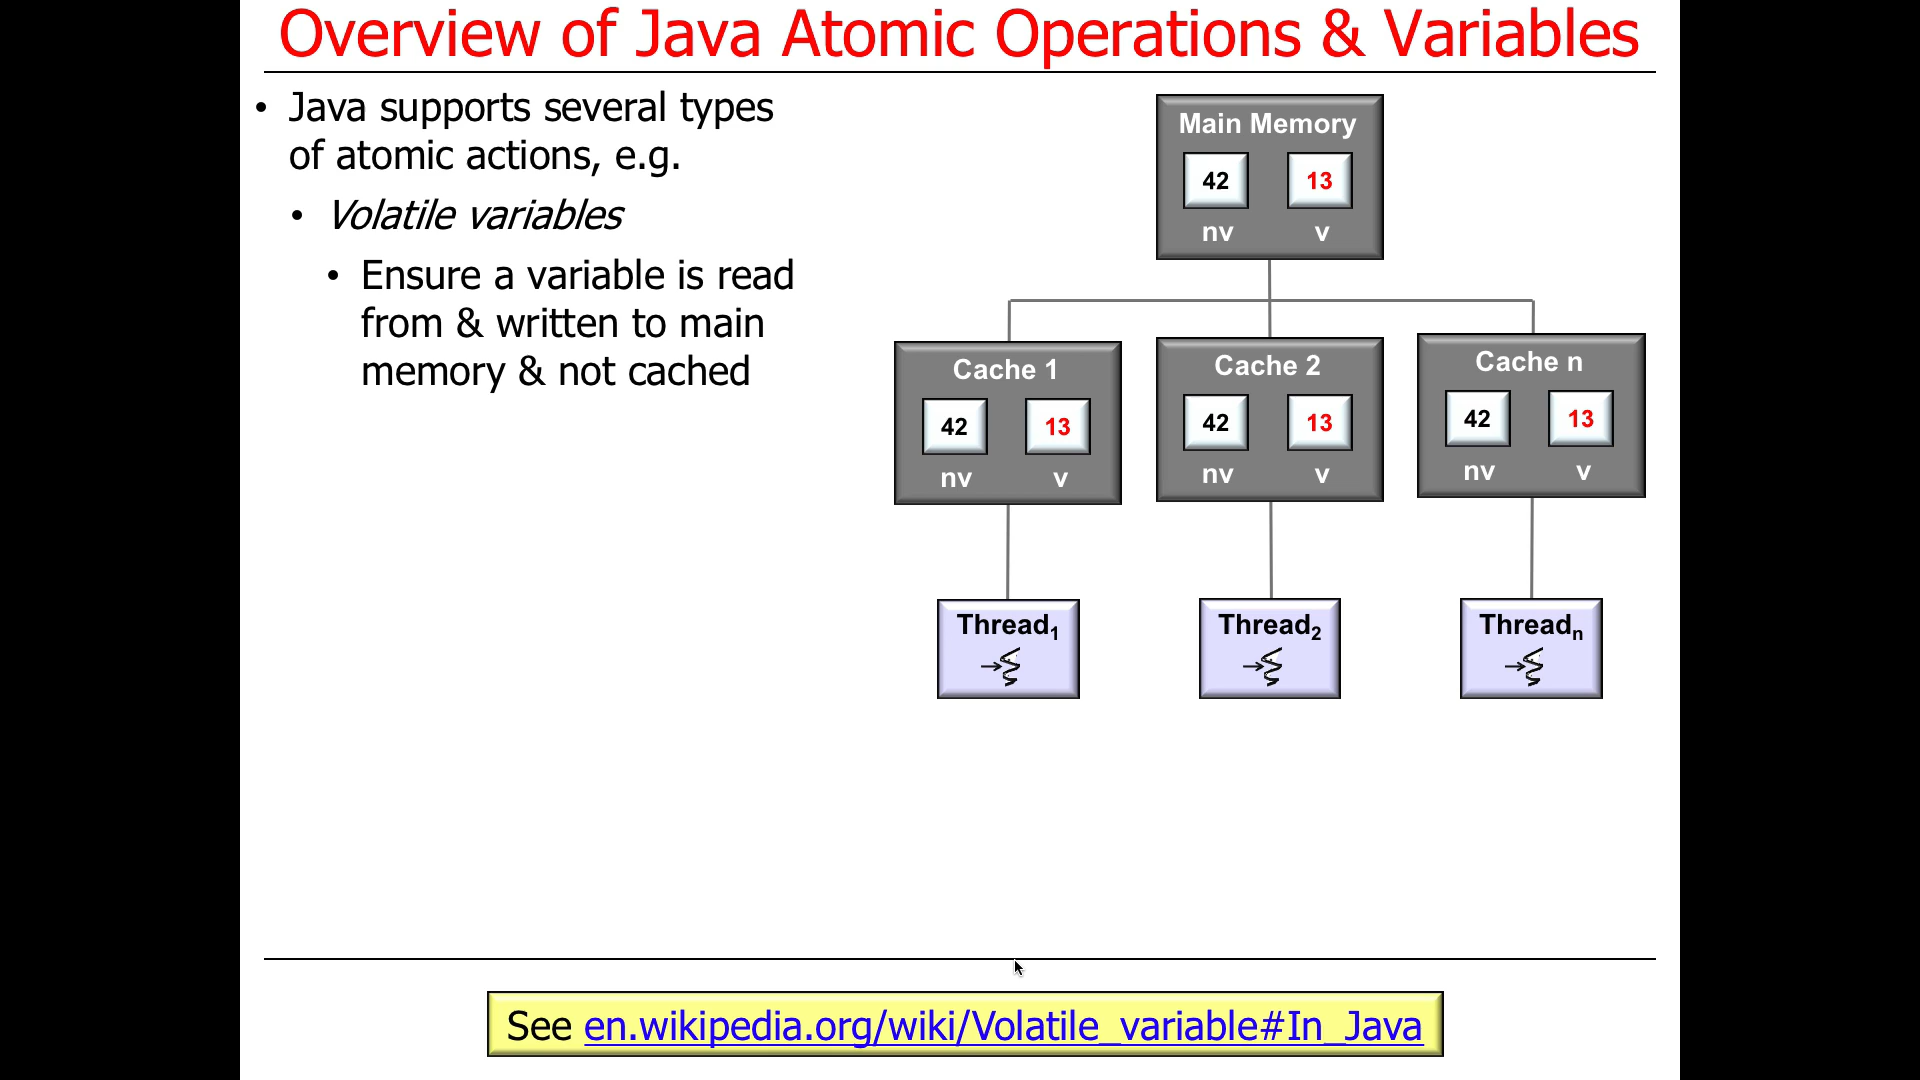 Overview of Java Atomic Operations & Variables
• Java supports several types
of atomic actions, e.g.
• Volatile variables
• Ensure a variable is read
from & written to main
memory & not cached
Main Memory
42 13
nv v
Cache 1
42 13
nv v
Cache 2
42 13
nv v
Cache n
42 13
nv v
Thread1
Thread2
Threadn
See en.wikipedia.org/wiki/Volatile_variable#In_Java